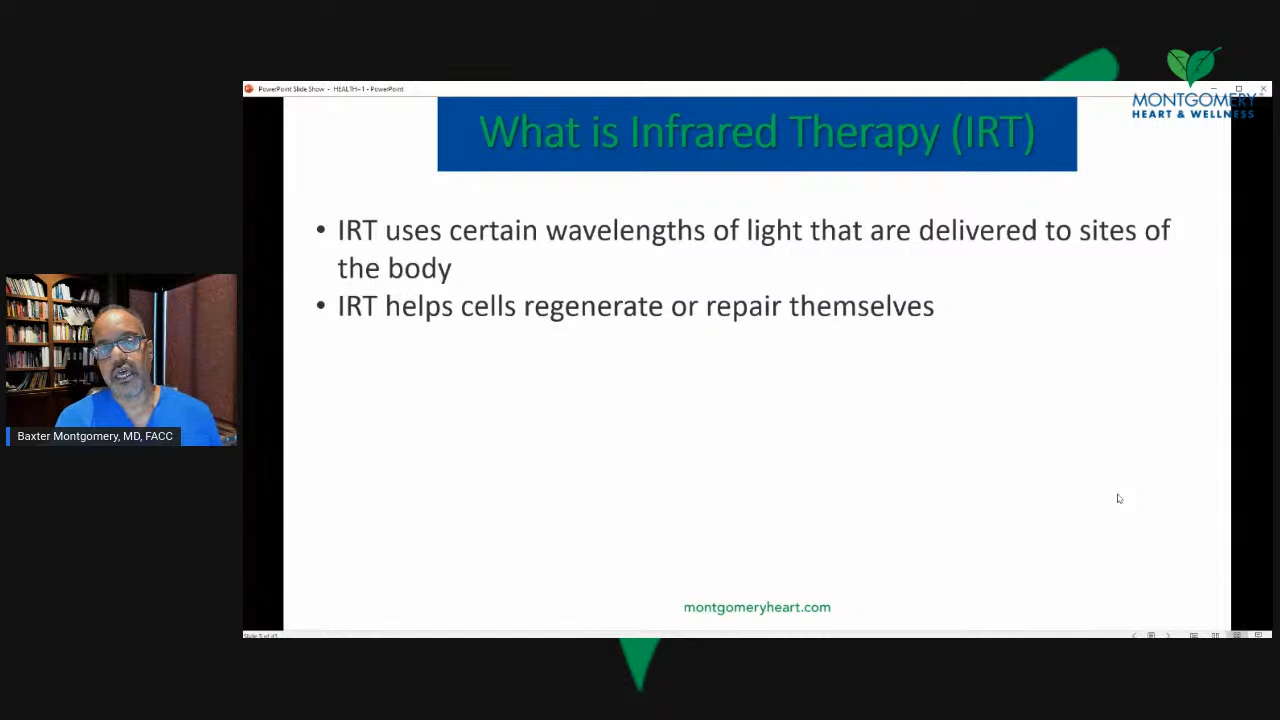 PowerPoint Slide Show - HEALTH~1 - PowerPoint
MONTGOMERY
HEART & WELLNESS
What is Infrared Therapy (IRT)
• IRT uses certain wavelengths of light that are delivered to sites of
the body
• IRT helps cells regenerate or repair themselves
Baxter Montgomery, MD, FACC
montgomeryheart.com